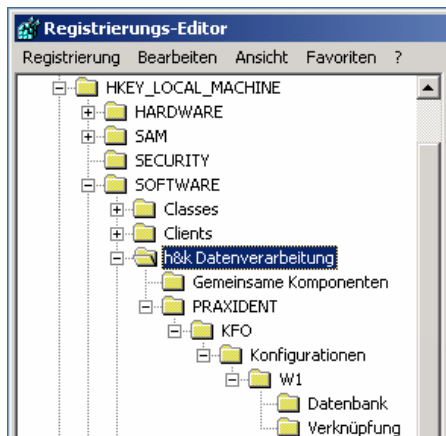 Registrierungs-Editor
Registrierung Bearbeiten Ansicht Favoriten ?
HKEY_LOCAL_MACHINE
HARDWARE
SAM
SECURITY
SOFTWARE
Classes
Clients
h&k Datenverarbeitung
Gemeinsame Komponenten
PRAXIDENT
KFO
Konfigurationen
W1
Datenbank
Verknüpfung